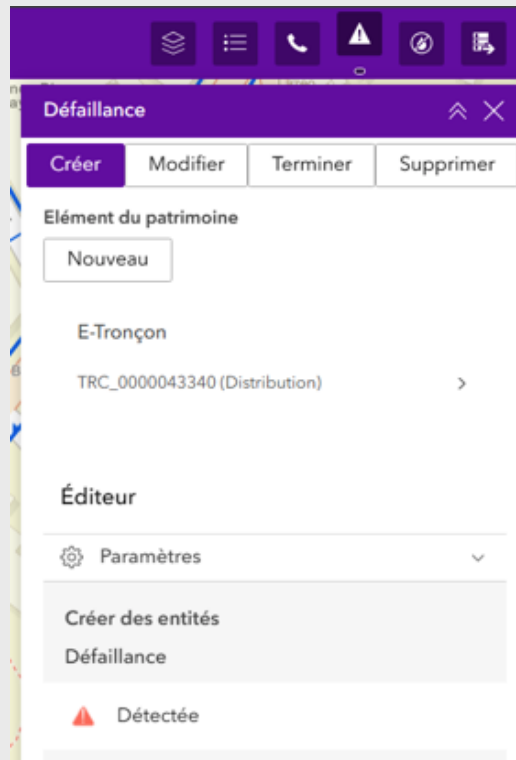 Défaillance
Créer Modifier Terminer Supprimer
Elément du patrimoine
Nouveau
E-Tronçon
TRC_0000043340 (Distribution)
Éditeur
Paramètres
Créer des entités
Défaillance
Détectée